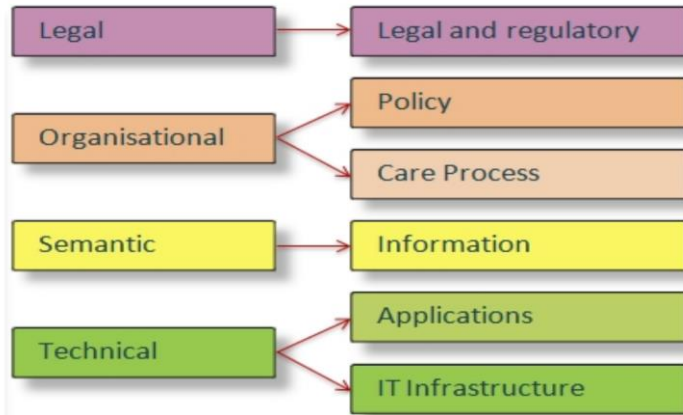 Legal
Legal and regulatory
Policy
Organisational
Care Process
Semantic
Information
Applications
Technical
IT Infrastructure